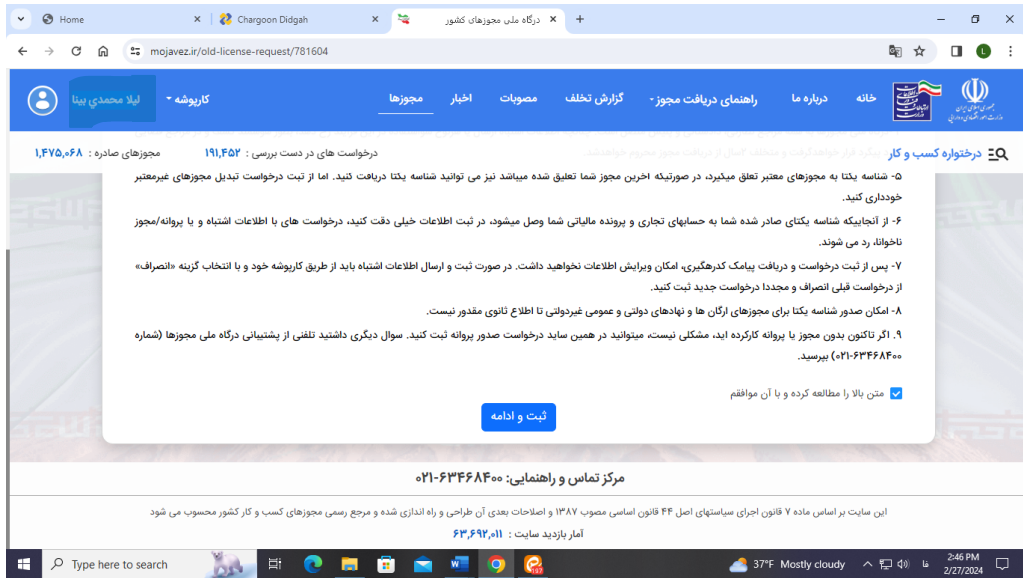 Home
Chargoon Didgah
درگاه ملی مجوزهای کشور
mojavez.ir/old-license-request/781604
خانه
درباره ما
راهنمای دریافت مجوز
گزارش تخلف
مصوبات
اخبار
مجوزها
کارپوشه
لیلا محمدي بینا
درختواره کسب و کار
درخواست های در دست بررسی : ۱۹۱,۴۵۲
مجوزهای صادره : ۱,۴۷۵,۰۶۸
۵- شناسه یکتا به مجوزهای معتبر تعلق میگیرد، در صورتیکه آخرین مجوز شما تعلیق شده میباشد نیز می توانید شناسه یکتا دریافت کنید. اما از ثبت درخواست تبدیل مجوزهای غیرمعتبر
خودداری کنید.
۶- از آنجاییکه شناسه یکتای صادر شده شما به حسابهای تجاری و پرونده مالیاتی شما وصل میشود، در ثبت اطلاعات خیلی دقت کنید، درخواست های با اطلاعات اشتباه و یا پروانه/مجوز
ناخوانا، رد می شوند.
۷- پس از ثبت درخواست و دریافت پیامک کدرهگیری، امکان ویرایش اطلاعات نخواهید داشت. در صورت ثبت و ارسال اطلاعات اشتباه باید از طریق کارپوشه خود و با انتخاب گزینه «انصراف»
از درخواست قبلی انصراف و مجددا درخواست جدید ثبت کنید.
۸- امکان صدور شناسه یکتا برای مجوزهای ارگان ها و نهادهای دولتی و عمومی غیردولتی تا اطلاع ثانوی مقدور نیست.
۹. اگر تاکنون بدون مجوز یا پروانه کارکرده اید، مشکلی نیست، میتوانید در همین ساید درخواست صدور پروانه ثبت کنید. سوال دیگری داشتید تلفنی از پشتیبانی درگاه ملی مجوزها (شماره
۰۲۱-۶۳۴۶۸۴۰۰) بپرسید.
متن بالا را مطالعه کرده و با آن موافقم
ثبت و ادامه
مرکز تماس و راهنمایی: ۰۲۱-۶۳۴۶۸۴۰۰
این سایت بر اساس ماده ۷ قانون اجرای سیاستهای اصل ۴۴ قانون اساسی مصوب ۱۳۸۷ و اصلاحات بعدی آن طراحی و راه اندازی شده و مرجع رسمی مجوزهای کسب و کار کشور محسوب می شود
آمار بازدید سایت : ۶۳,۶۹۲,۰۱۱
Type here to search
37°F Mostly cloudy
فا
2:46 PM
2/27/2024